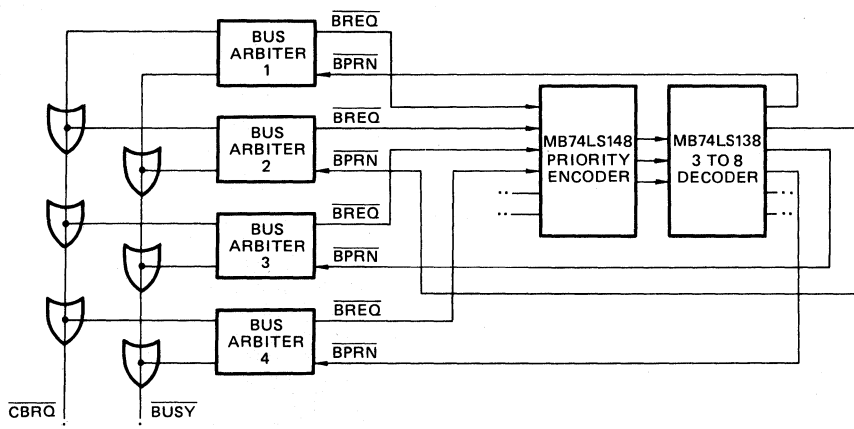 BREQ
BUS
ARBITER
1
BPRN
BREQ
BUS
ARBITER
2
BPRN
MB74LS148
PRIORITY
ENCODER
MB74LS138
3 TO 8
DECODER
BREQ
BUS
ARBITER
3
BPRN
BREQ
BUS
ARBITER
4
BPRN
CBRQ
BUSY